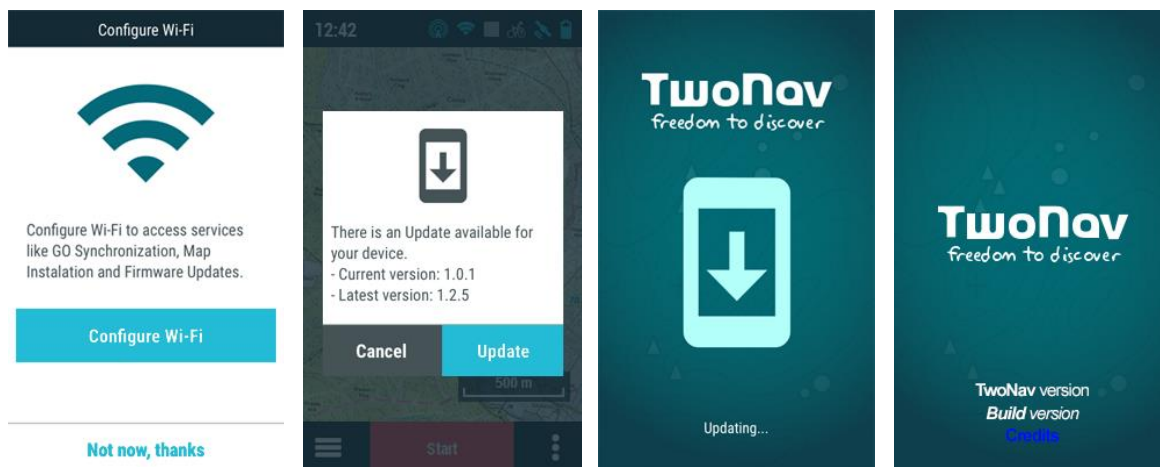 Configure Wi-Fi
Configure Wi-Fi to access services
like GO Synchronization, Map
Instalation and Firmware Updates.
Configure Wi-Fi
Not now, thanks
12:42
There is an Update available for
your device.
- Current version: 1.0.1
- Latest version: 1.2.5
Cancel
Update
500 m
Start
TwoNav
freedom to discover
Updating...
TwoNav
freedom to discover
TwoNav version
Build version
Credits